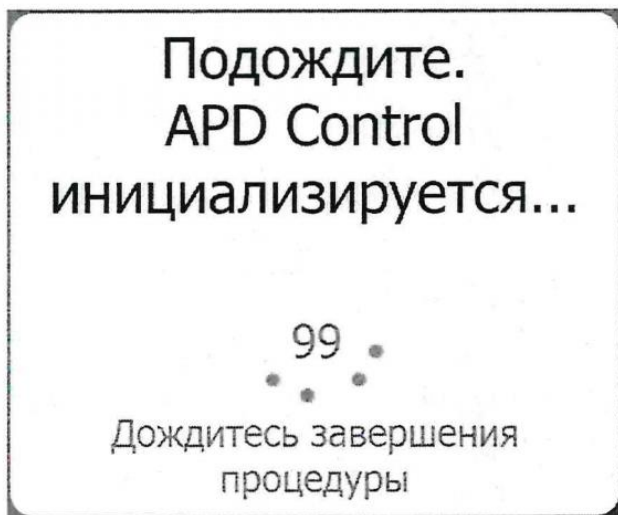 Подождите.
APD Control
инициализируется...
99
Дождитесь завершения
процедуры